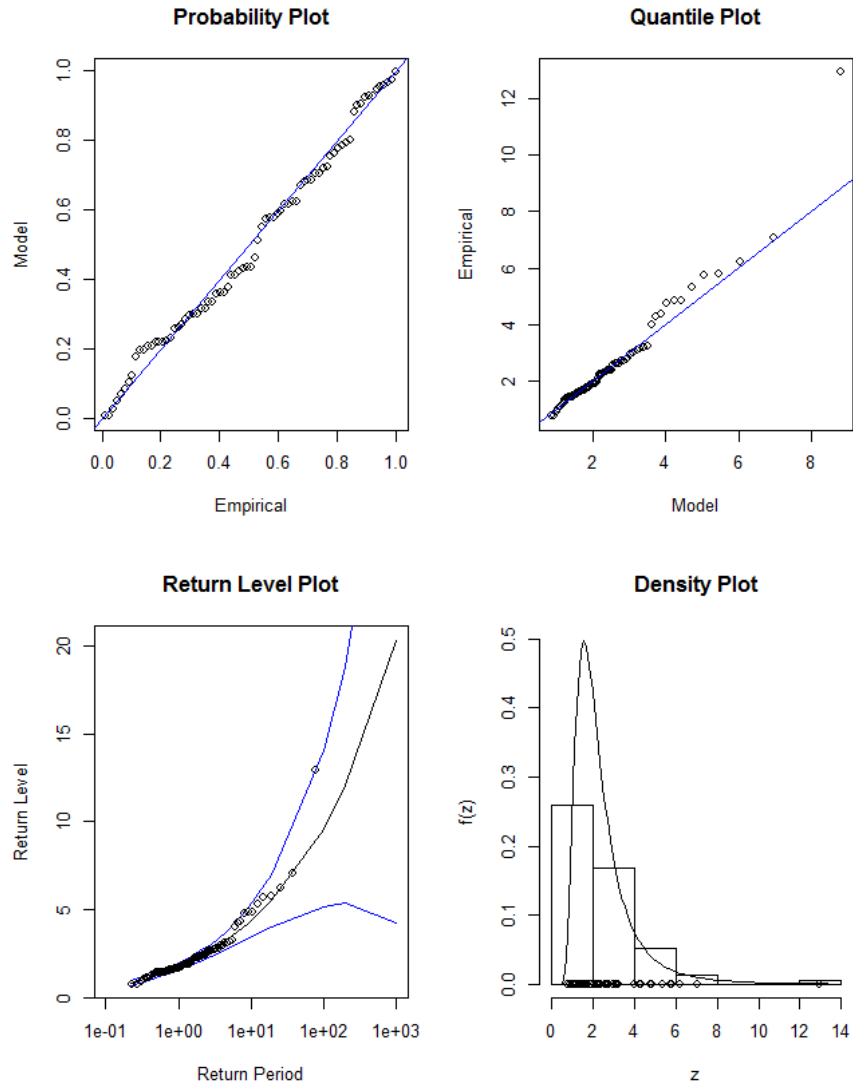 Probability Plot
Model
0.0 0.2 0.4 0.6 0.8 1.0
0.0 0.2 0.4 0.6 0.8 1.0
Empirical
Quantile Plot
Empirical
2 4 6 8 10 12
2 4 6 8
Model
Return Level Plot
Return Level
0 5 10 15 20
1e-01 1e+00 1e+01 1e+02 1e+03
Return Period
Density Plot
f(z)
0.0 0.1 0.2 0.3 0.4 0.5
0 2 4 6 8 10 12 14
z